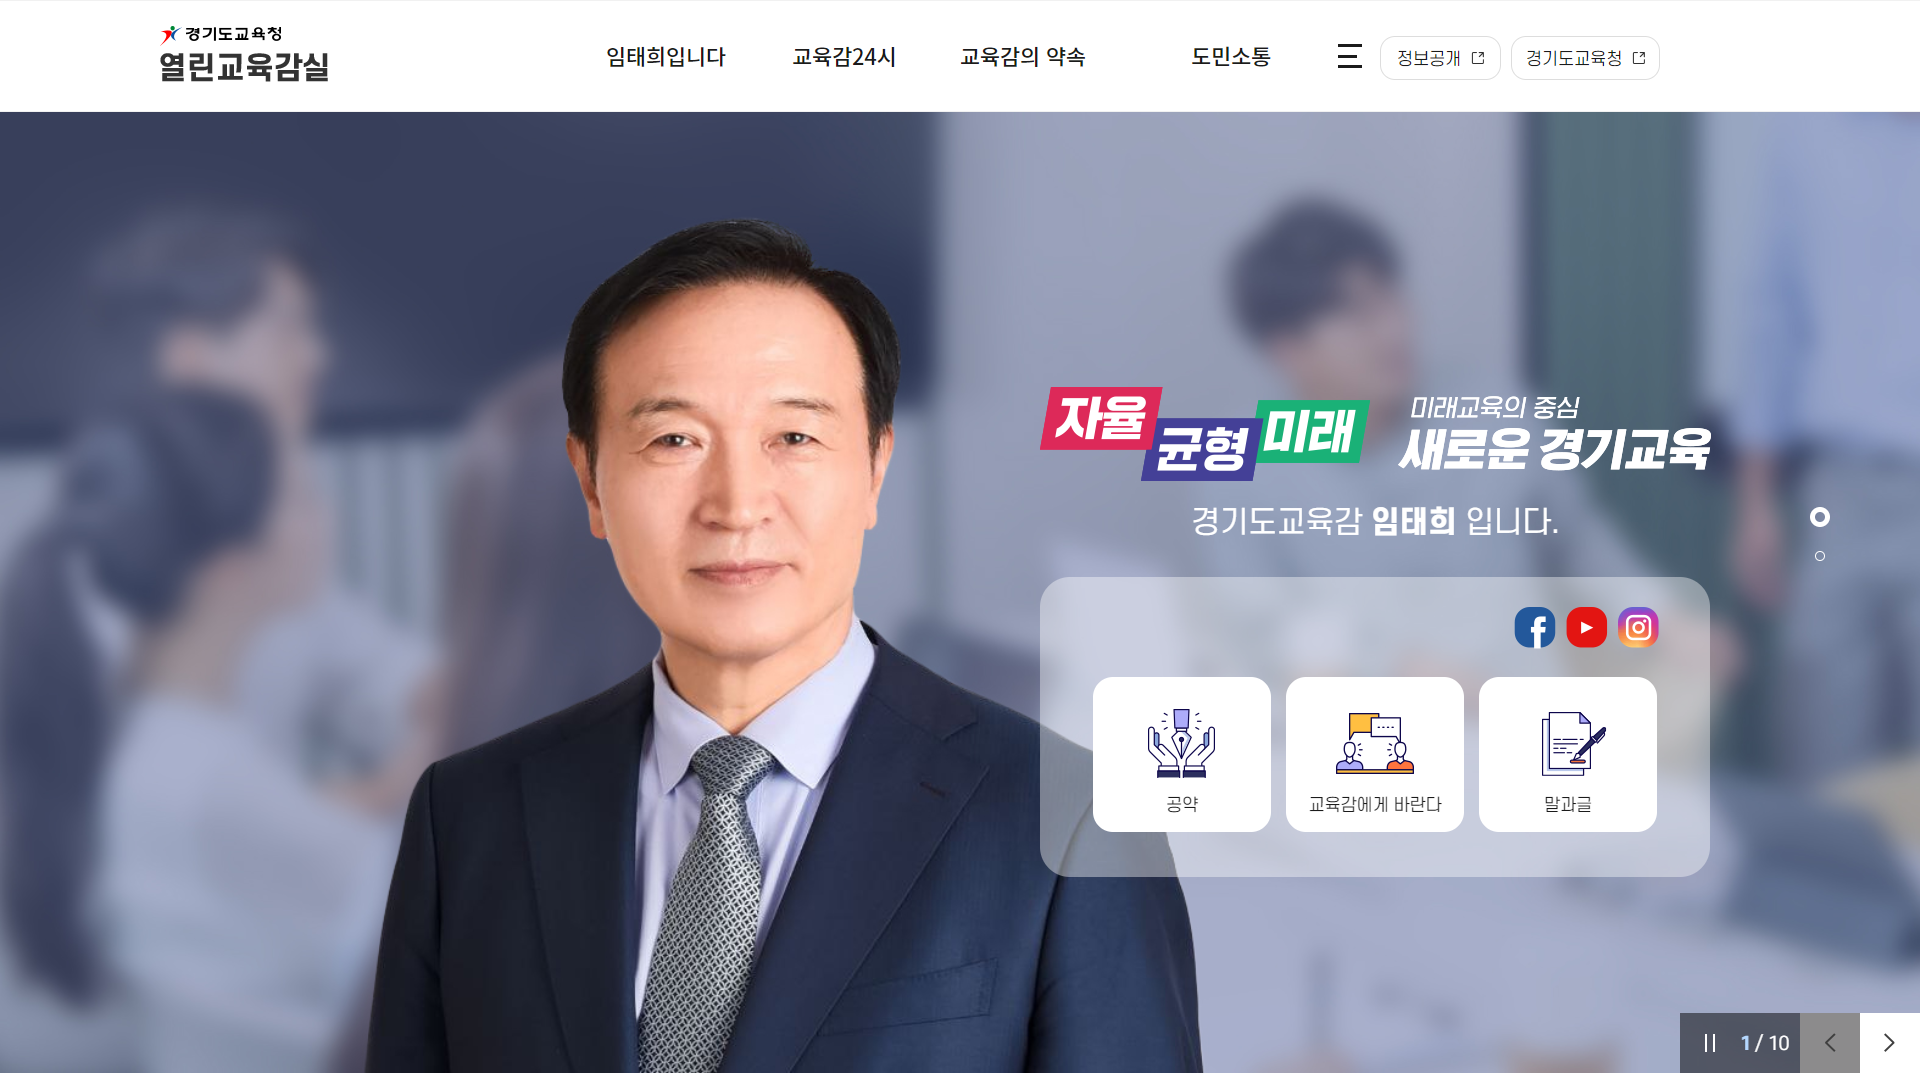 경기도교육청
열린교육감실
임태희입니다
교육감24시
교육감의 약속
도민소통
정보공개
경기도교육청
자율
균형
미래
미래교육의 중심
새로운 경기교육
경기도교육감 임태희 입니다.
공약
교육감에게 바란다
말과글
1 / 10